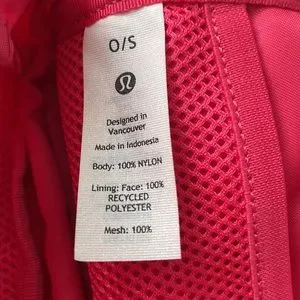 O/S
Designed in
Vancouver
Made in Indonesia
Body: 100% NYLON
Lining: Face: 100%
RECYCLED
POLYESTER
Mesh: 100%